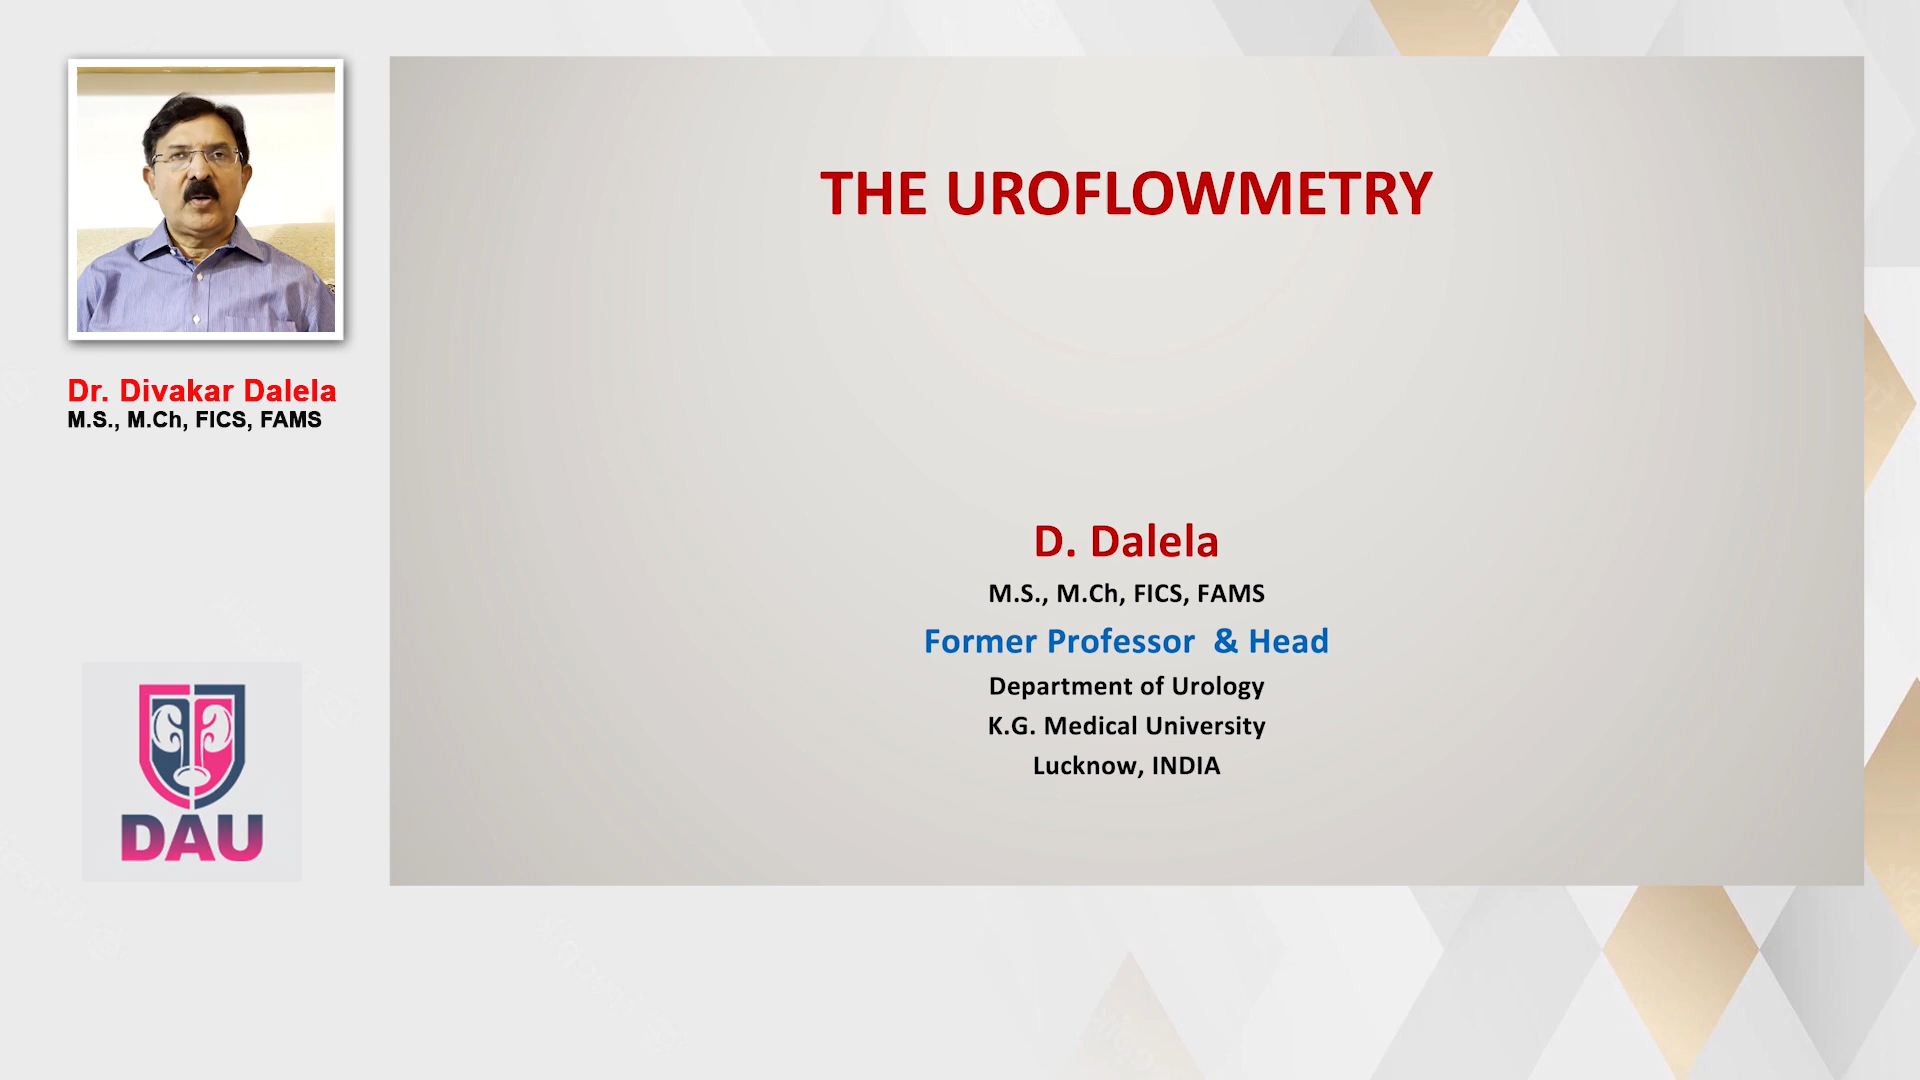 Dr. Divakar Dalela
M.S., M.Ch, FICS, FAMS
DAU
THE UROFLOWMETRY
D. Dalela
M.S., M.Ch, FICS, FAMS
Former Professor & Head
Department of Urology
K.G. Medical University
Lucknow, INDIA